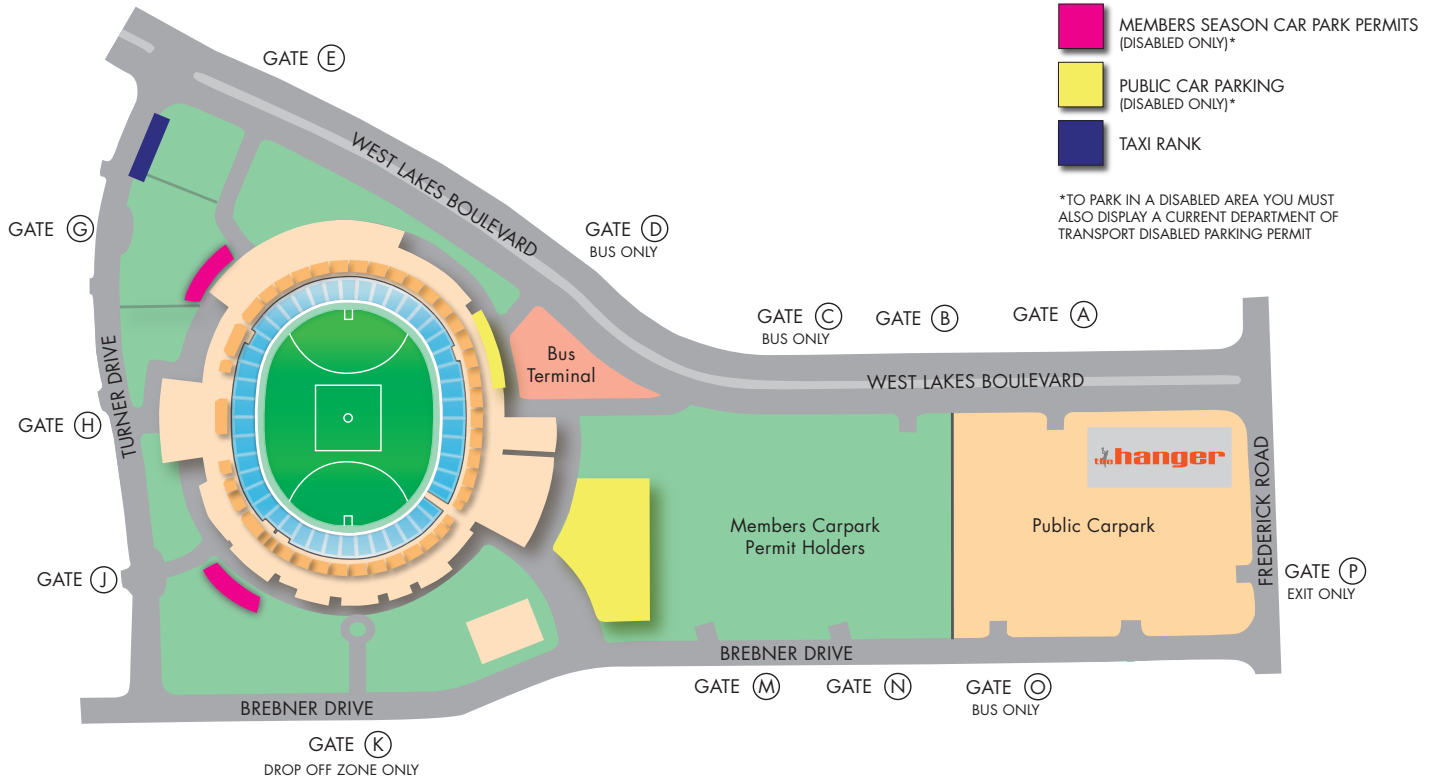 MEMBERS SEASON CAR PARK PERMITS
(DISABLED ONLY)*
PUBLIC CAR PARKING
(DISABLED ONLY)*
TAXI RANK
*TO PARK IN A DISABLED AREA YOU MUST
ALSO DISPLAY A CURRENT DEPARTMENT OF
TRANSPORT DISABLED PARKING PERMIT
GATE E
WEST LAKES BOULEVARD
GATE G
GATE D
BUS ONLY
GATE C
BUS ONLY
GATE B
GATE A
Bus
Terminal
WEST LAKES BOULEVARD
TURNER DRIVE
GATE H
the hanger
FREDERICK ROAD
Members Carpark
Permit Holders
Public Carpark
GATE J
GATE P
EXIT ONLY
BREBNER DRIVE
GATE M
GATE N
GATE O
BUS ONLY
BREBNER DRIVE
GATE K
DROP OFF ZONE ONLY